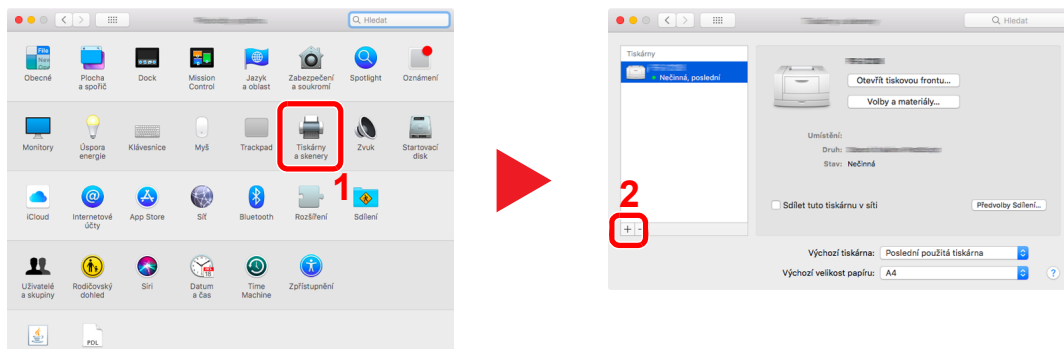 Hledat
Obecné
Plocha
a spořič
Dock
Mission
Control
Jazyk
a oblast
Zabezpečení
a soukromí
Spotlight
Oznámení
Monitory
Úspora
energie
Klávesnice
Myš
Trackpad
Tiskárny
a skenery
Zvuk
Startovací
disk
1
iCloud
Internetové
účty
App Store
Síť
Bluetooth
Rozšíření
Sdílení
Uživatelé
a skupiny
Rodičovský
dohled
Siri
Datum
a čas
Time
Machine
Zpřístupnění
PDL
Hledat
Tiskárny
Nečinná, poslední
Otevřít tiskovou frontu...
Volby a materiály...
Umístění:
Druh:
Stav: Nečinná
2
+ -
Sdílet tuto tiskárnu v síti
Předvolby Sdílení...
Výchozí tiskárna: Poslední použitá tiskárna
Výchozí velikost papíru: A4
?